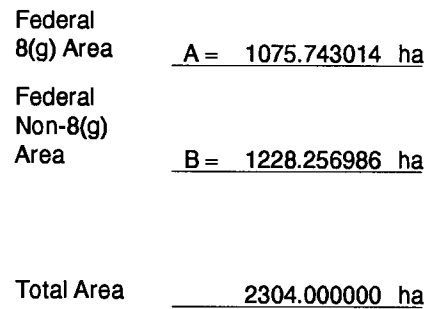 Federal
8(g) Area A = 1075.743014 ha
Federal
Non-8(g)
Area B = 1228.256986 ha
Total Area 2304.000000 ha